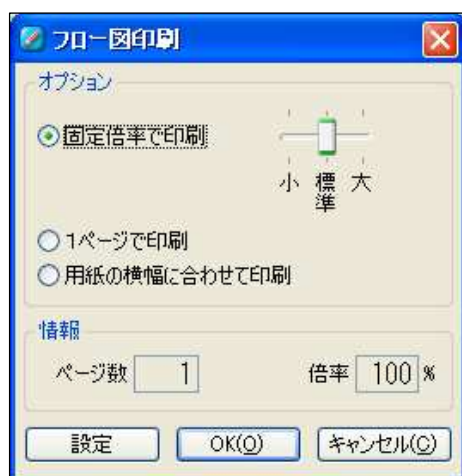 フロー図印刷
オプション
固定倍率で印刷
小 標準 大
1ページで印刷
用紙の横幅に合わせて印刷
情報
ページ数 1 倍率 100 %
設定 OK(O) キャンセル(C)